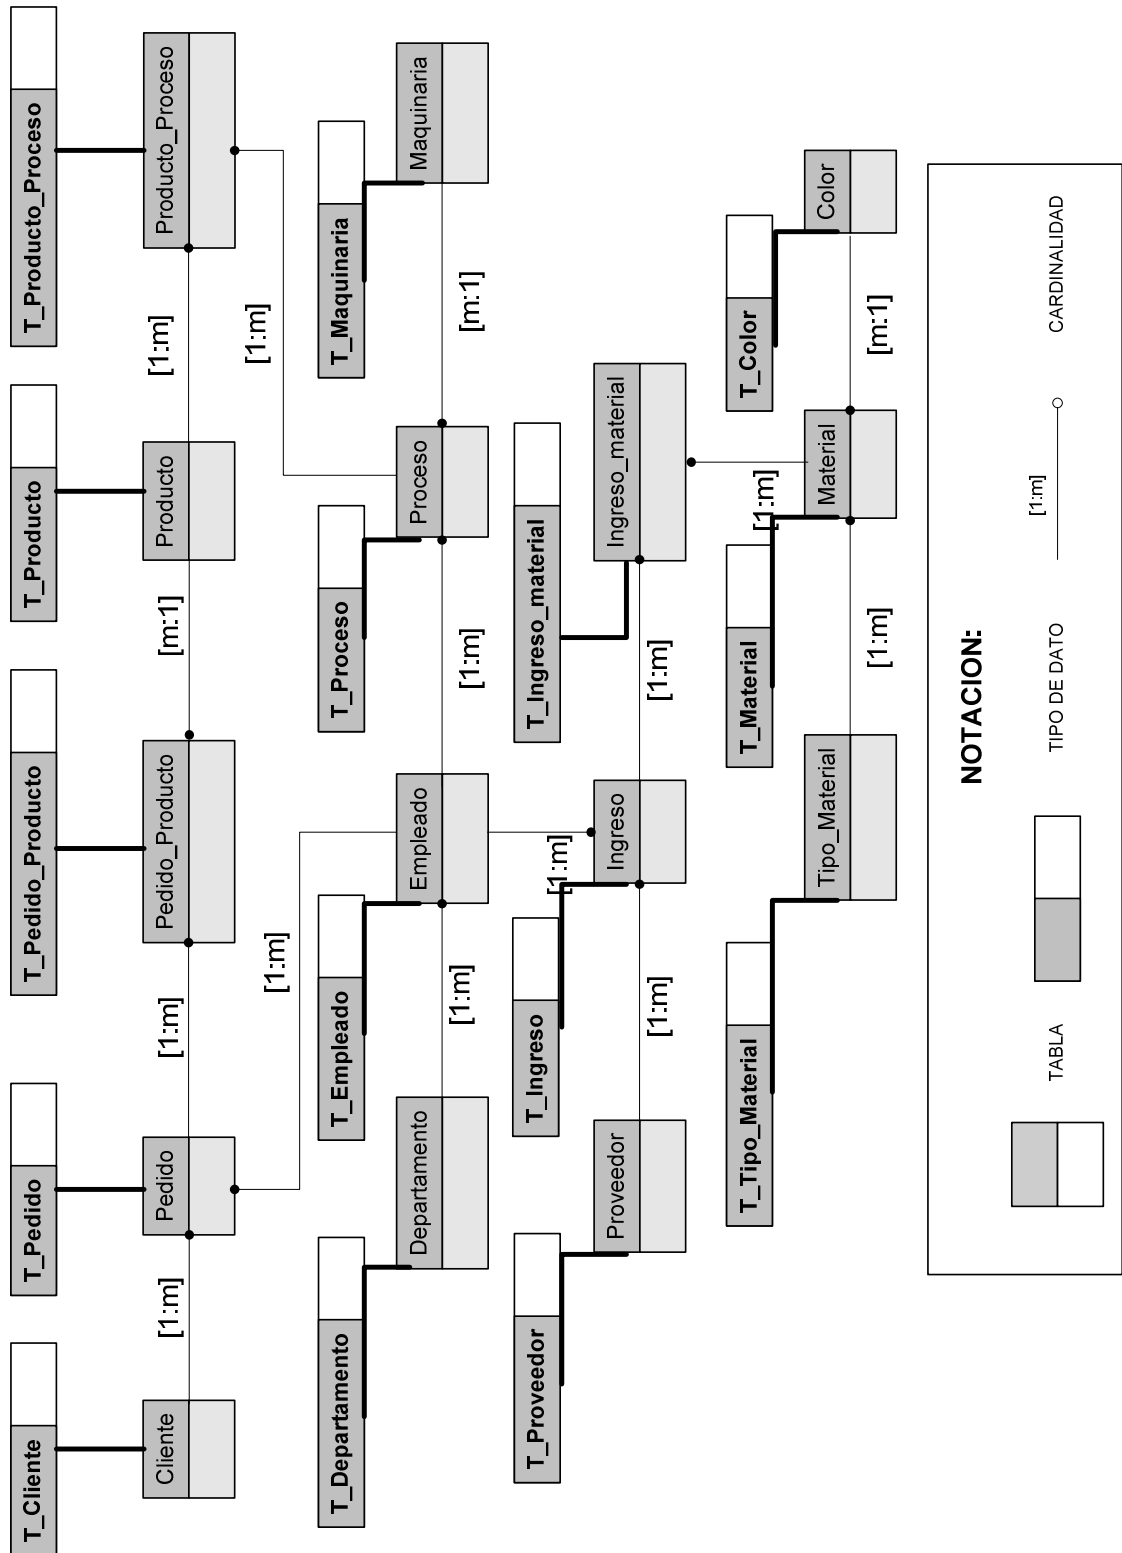 T_Cliente
T_Pedido
T_Pedido_Producto
T_Producto
T_Producto_Proceso
Cliente
[1:m]
Pedido
[1:m]
Pedido_Producto
[m:1]
Producto
[1:m]
Producto_Proceso
[1:m]
[1:m]
T_Departamento
T_Empleado
T_Proceso
T_Maquinaria
Departamento
[1:m]
Empleado
[1:m]
Proceso
[m:1]
Maquinaria
T_Proveedor
T_Ingreso
[1:m]
T_Ingreso_material
Proveedor
[1:m]
Ingreso
[1:m]
Ingreso_material
T_Tipo_Material
T_Material
[1:m]
T_Color
Tipo_Material
[1:m]
Material
[m:1]
Color
NOTACION:
TABLA
TIPO DE DATO
[1:m]
CARDINALIDAD